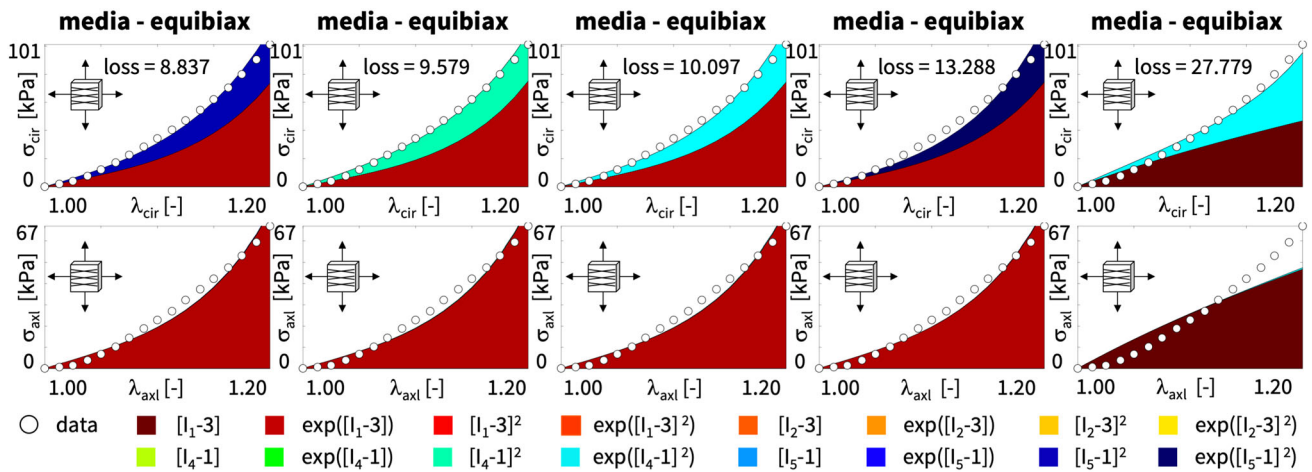 media - equibiax media - equibiax media - equibiax media - equibiax media - equibiax
101 101 101 101 101
loss = 8.837 loss = 9.579 loss = 10.097 loss = 13.288 loss = 27.779
σcir [kPa] σcir [kPa] σcir [kPa] σcir [kPa] σcir [kPa]
0 0 0 0 0
1.00 λcir [-] 1.20 1.00 λcir [-] 1.20 1.00 λcir [-] 1.20 1.00 λcir [-] 1.20 1.00 λcir [-] 1.20
67 67 67 67 67
σaxl [kPa] σaxl [kPa] σaxl [kPa] σaxl [kPa] σaxl [kPa]
0 0 0 0 0
1.00 λaxl [-] 1.20 1.00 λaxl [-] 1.20 1.00 λaxl [-] 1.20 1.00 λaxl [-] 1.20 1.00 λaxl [-] 1.20
data [I₁-3] exp([I₁-3]) [I₁-3]² exp([I₁-3]²) [I₂-3] exp([I₂-3]) [I₂-3]² exp([I₂-3]²)
[I₄-1] exp([I₄-1]) [I₄-1]² exp([I₄-1]²) [I₅-1] exp([I₅-1]) [I₅-1]² exp([I₅-1]²)